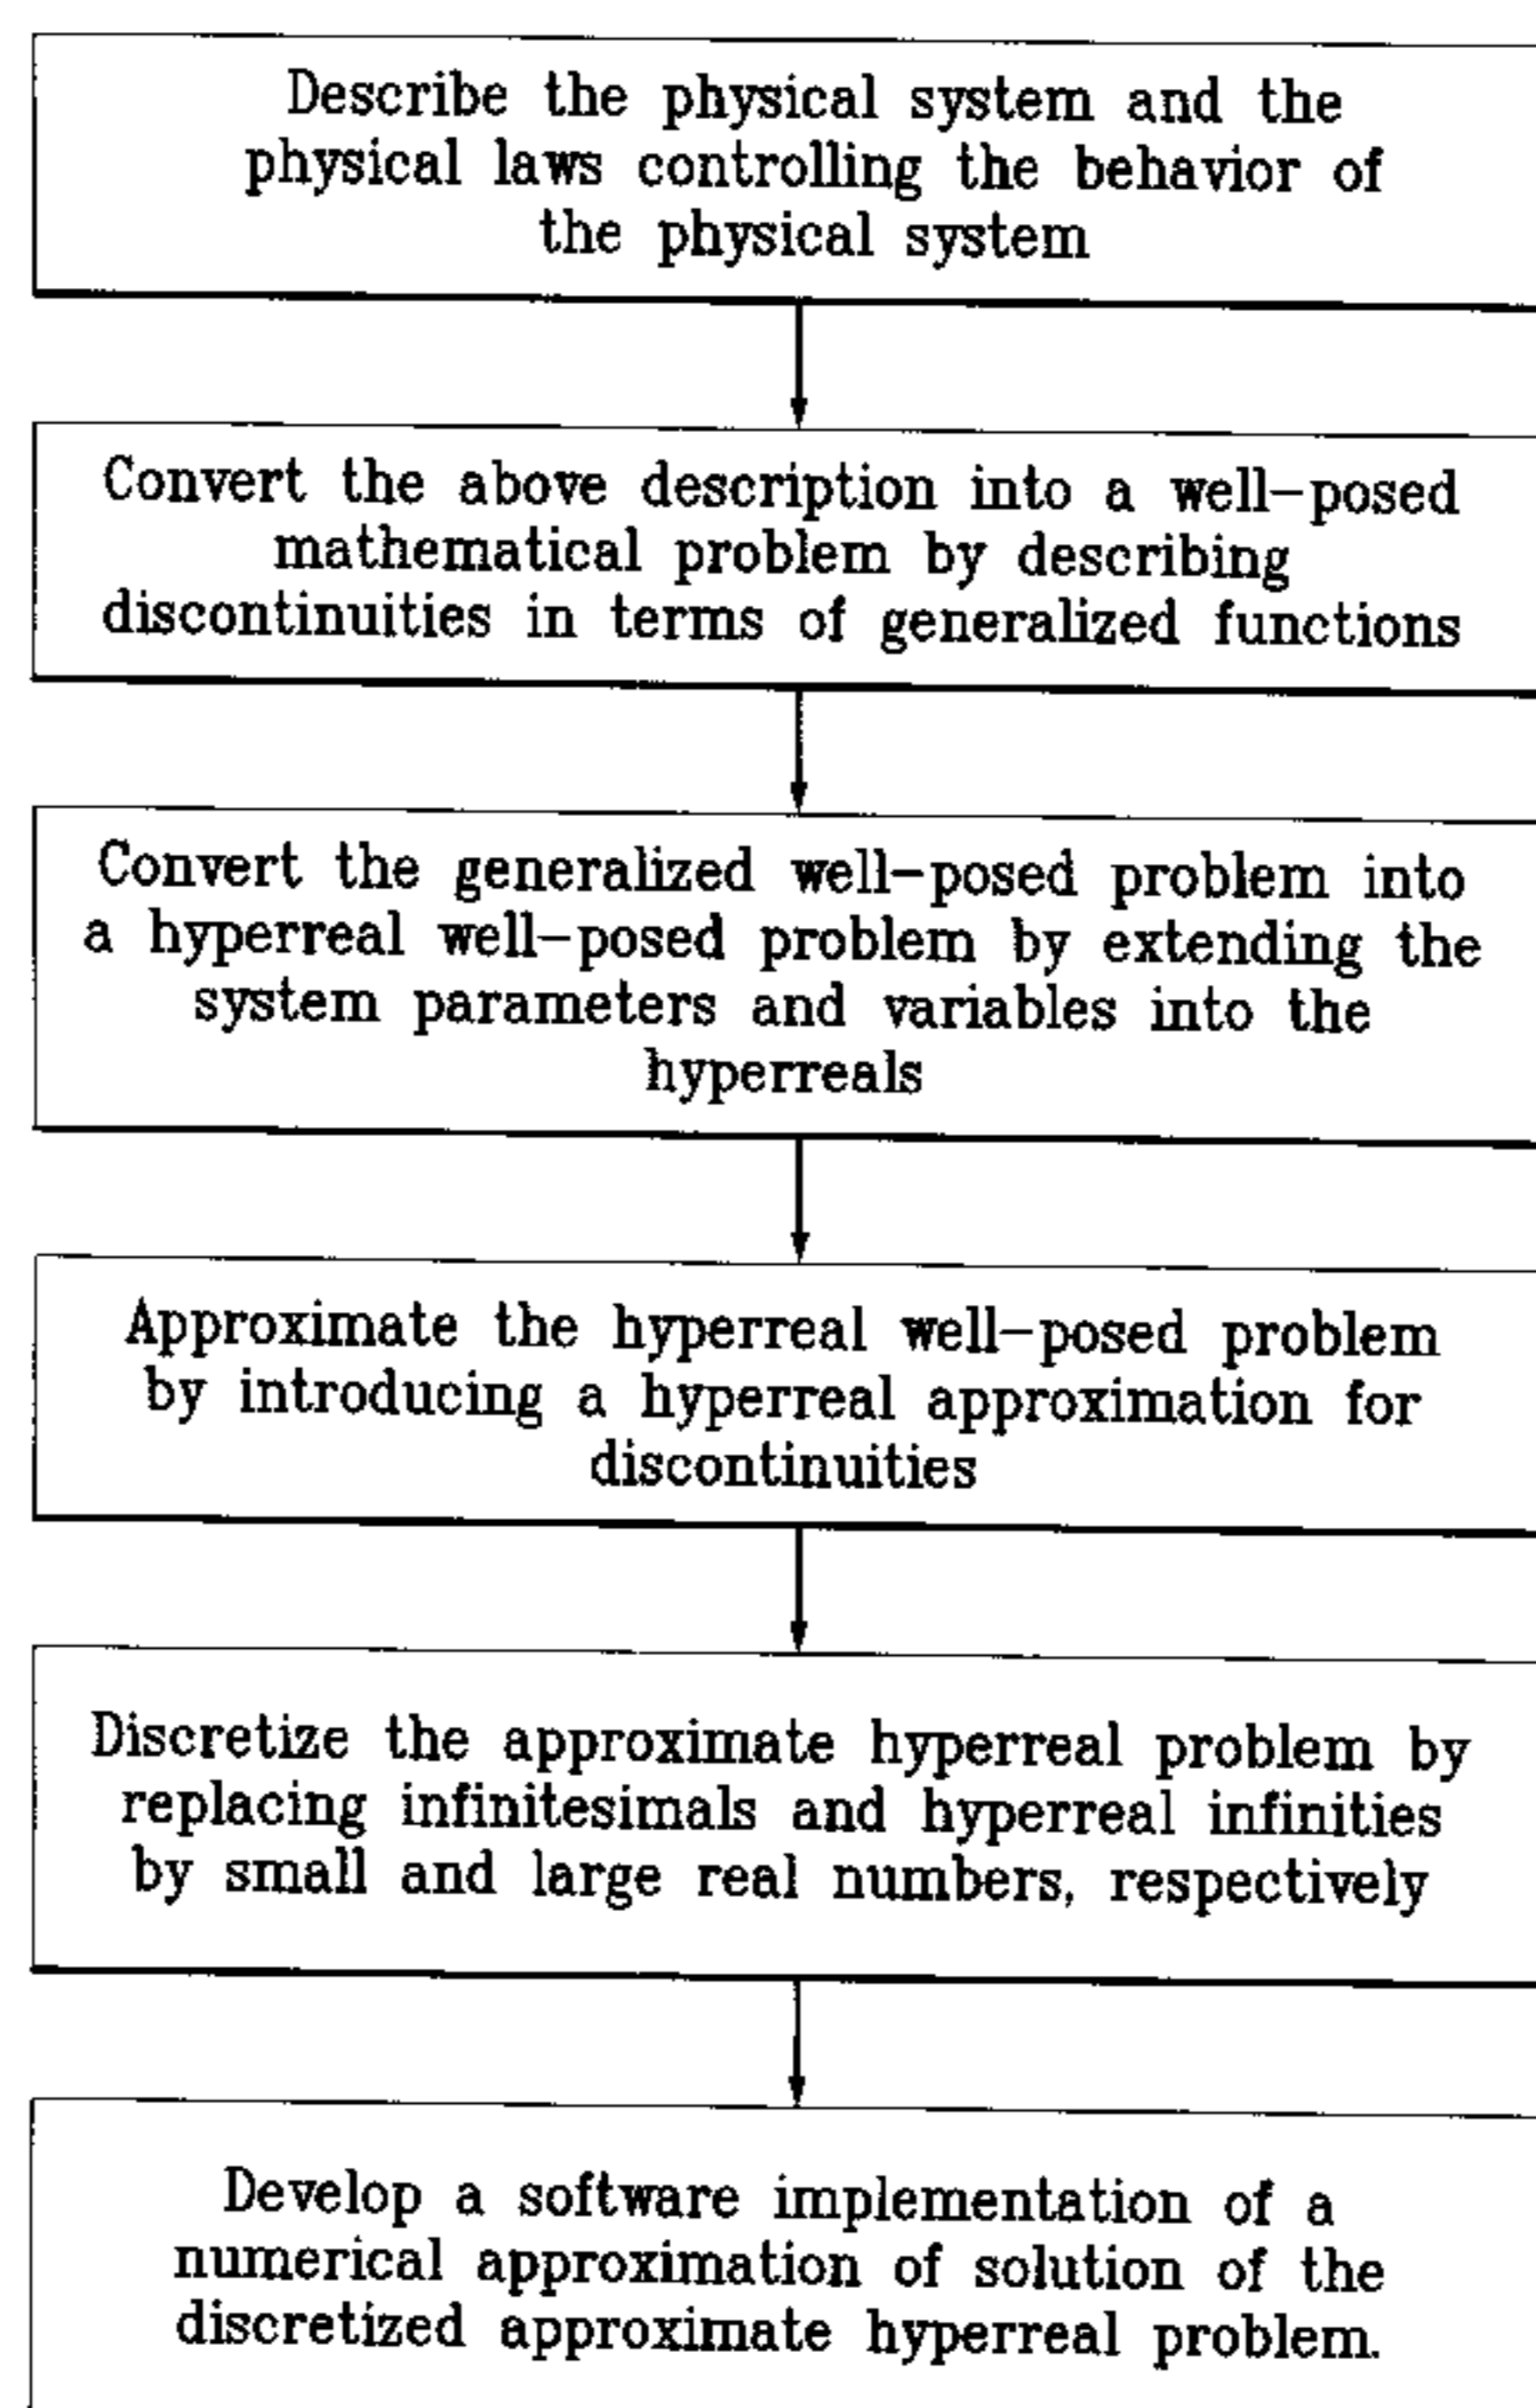 Describe the physical system and the
physical laws controlling the behavior of
the physical system
Convert the above description into a well-posed
mathematical problem by describing
discontinuities in terms of generalized functions
Convert the generalized well-posed problem into
a hyperreal well-posed problem by extending the
system parameters and variables into the
hyperreals
Approximate the hyperreal well-posed problem
by introducing a hyperreal approximation for
discontinuities
Discretize the approximate hyperreal problem by
replacing infinitesimals and hyperreal infinities
by small and large real numbers, respectively
Develop a software implementation of a
numerical approximation of solution of the
discretized approximate hyperreal problem.